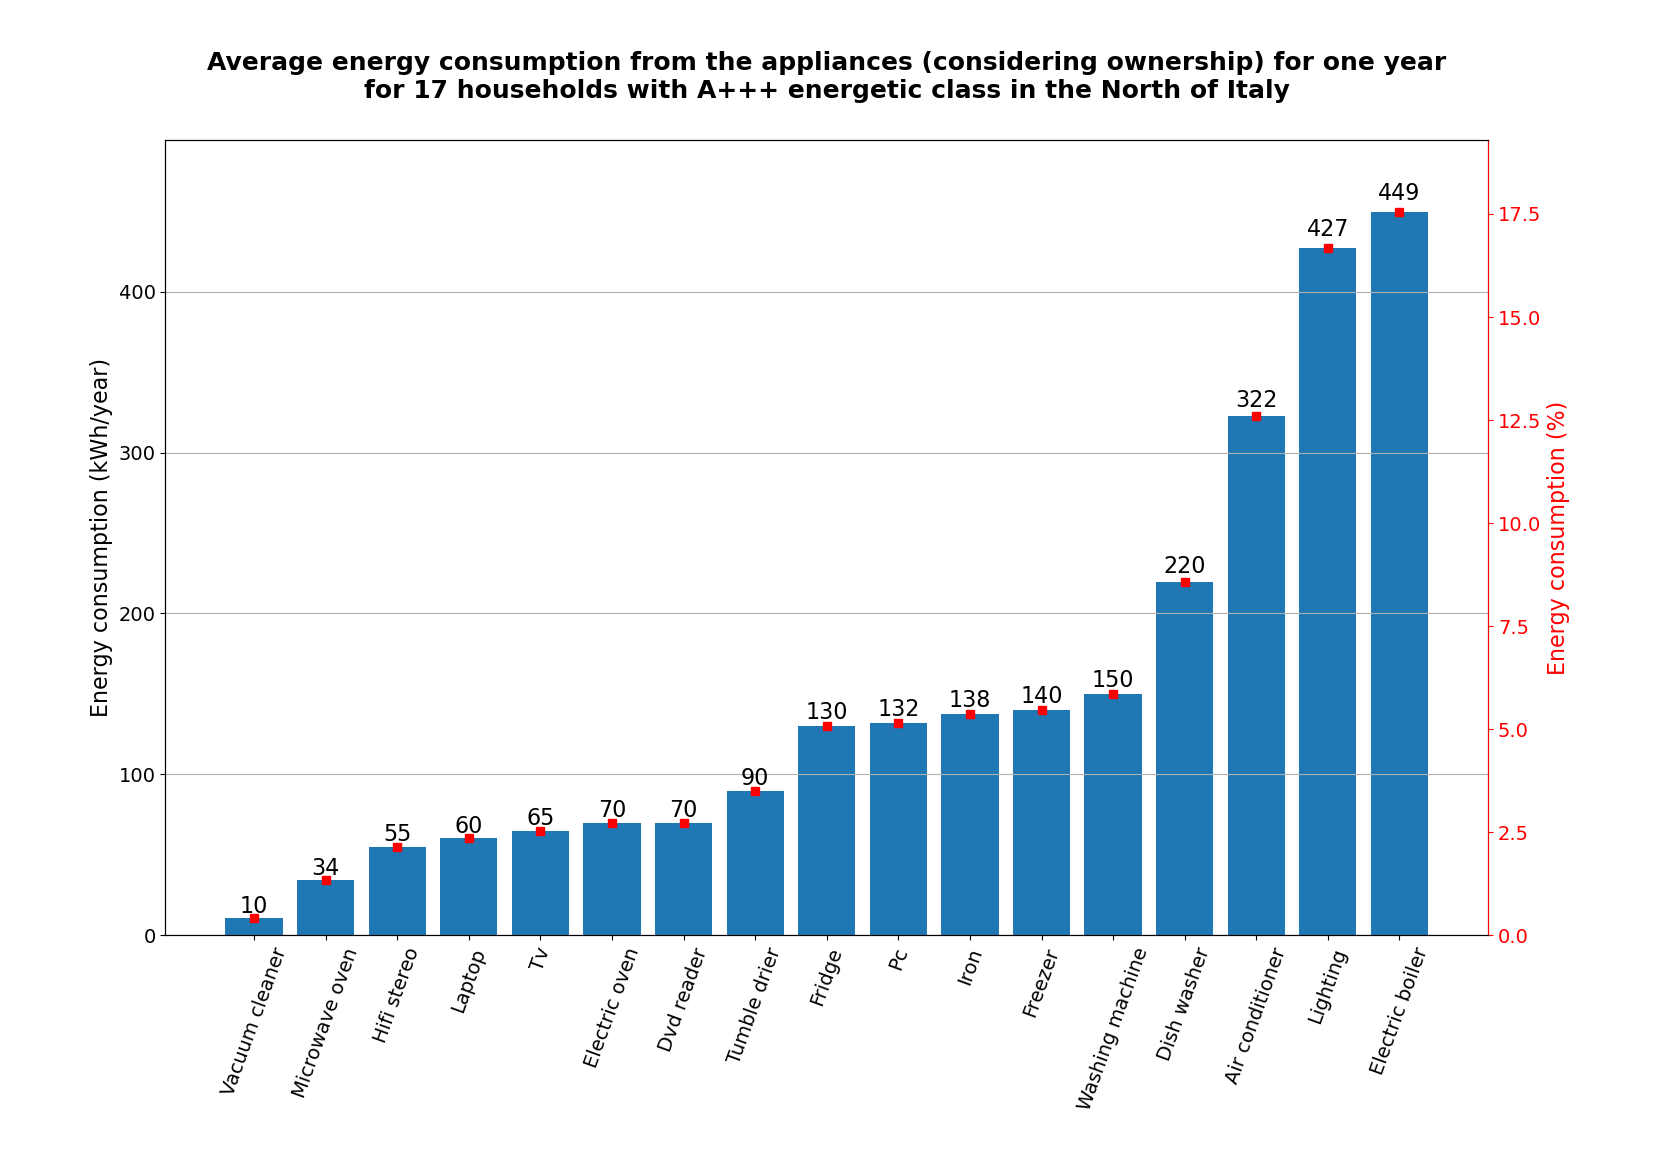 Average energy consumption from the appliances (considering ownership) for one year
for 17 households with A+++ energetic class in the North of Italy
Energy consumption (kWh/year)
400
300
200
100
0
10
34
55
60
65
70
70
90
130
132
138
140
150
220
322
427
449
17.5
15.0
12.5
10.0
7.5
5.0
2.5
0.0
Energy consumption (%)
Vacuum cleaner
Microwave oven
Hifi stereo
Laptop
Tv
Electric oven
Dvd reader
Tumble drier
Fridge
Pc
Iron
Freezer
Washing machine
Dish washer
Air conditioner
Lighting
Electric boiler